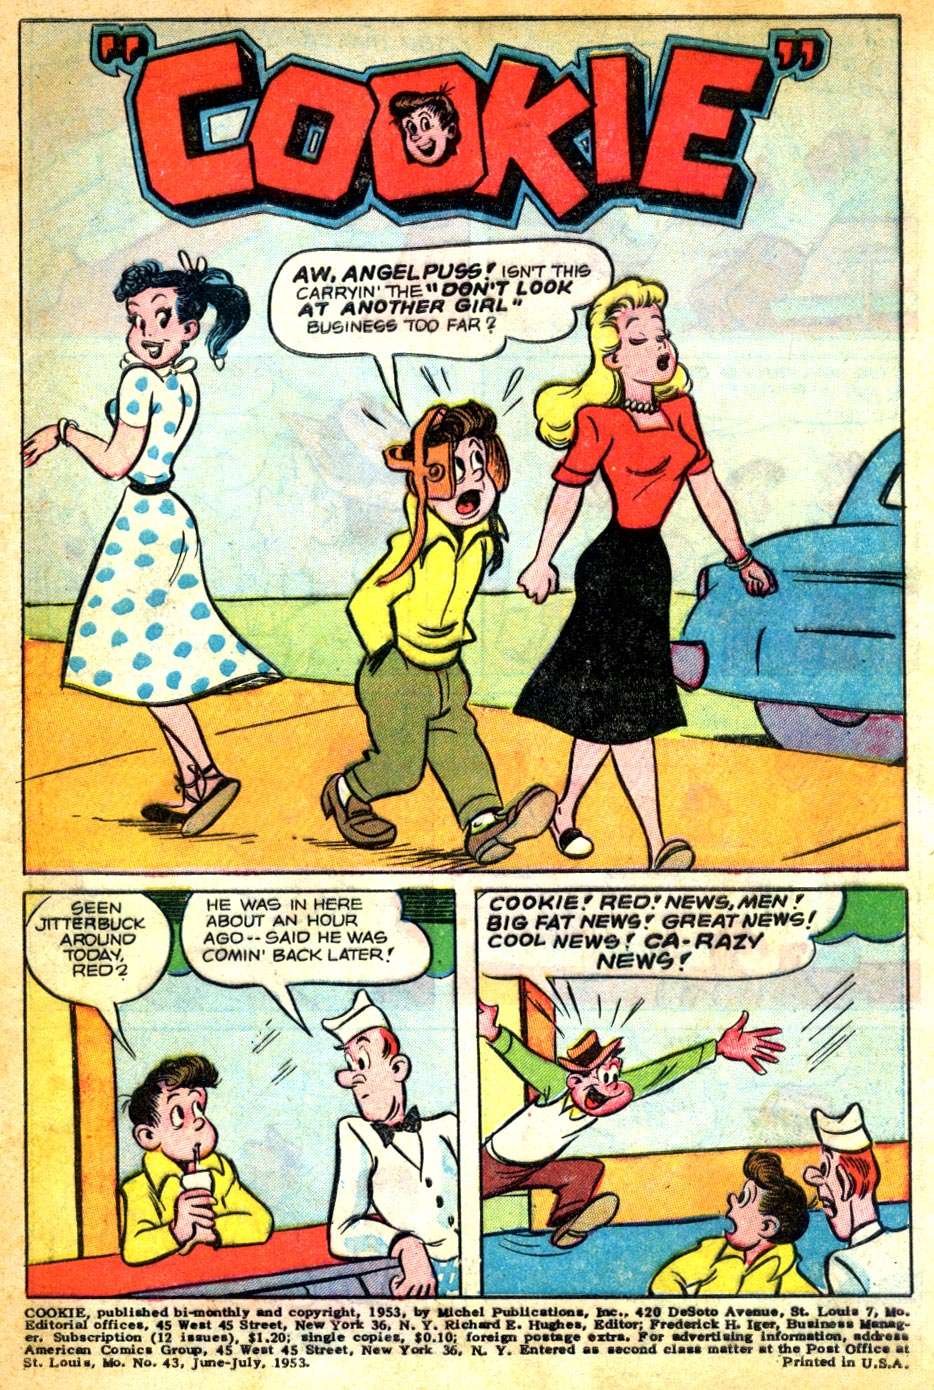 "COOKIE"
AW, ANGELPUSS! ISN'T THIS
CARRYIN' THE "DON'T LOOK
AT ANOTHER GIRL"
BUSINESS TOO FAR?
SEEN
JITTERBUCK
AROUND
TODAY,
RED?
HE WAS IN HERE
ABOUT AN HOUR
AGO-- SAID HE WAS
COMIN' BACK LATER!
COOKIE! RED! NEWS, MEN!
BIG FAT NEWS! GREAT NEWS!
COOL NEWS! CA-RAZY
NEWS!
COOKIE, published bi-monthly and copyright, 1953, by Michel Publications, Inc., 420 DeSoto Avenue, St. Louis 7, Mo.
Editorial offices, 45 West 45 Street, New York 36, N. Y. Richard E. Hughes, Editor; Frederick H. Iger, Business Manag-
er. Subscription (12 issues), $1.20; single copies, $0.10; foreign postage extra. For advertising information, address
American Comics Group, 45 West 45 Street, New York 36, N. Y. Entered as second class matter at the Post Office at
St. Louis, Mo. No. 43, June-July, 1953. Printed in U.S.A.